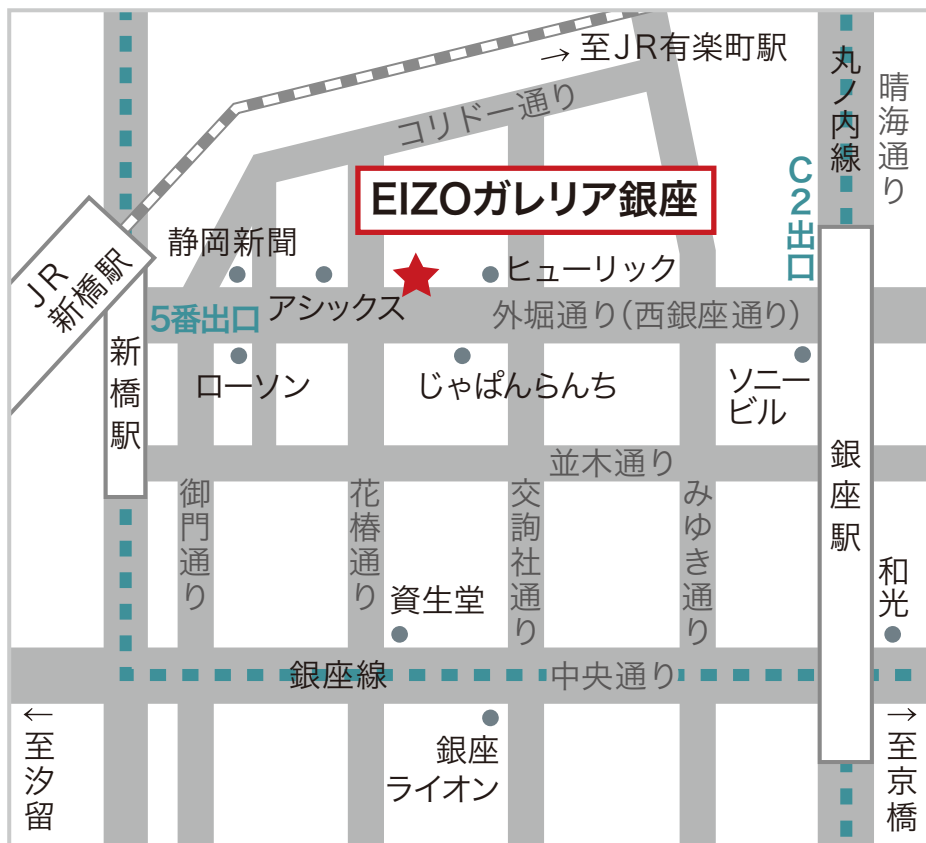 → 至JR有楽町駅
丸ノ内線
晴海通り
コリドー通り
EIZOガレリア銀座
C2出口
静岡新聞
ヒューリック
JR
新橋駅
5番出口
アシックス
外堀通り(西銀座通り)
新橋駅
ローソン
じゃぱんらんち
ソニー
ビル
並木通り
銀座駅
御門通り
花椿通り
交詢社通り
みゆき通り
和光
資生堂
銀座線
中央通り
←至汐留
銀座
ライオン
→至京橋